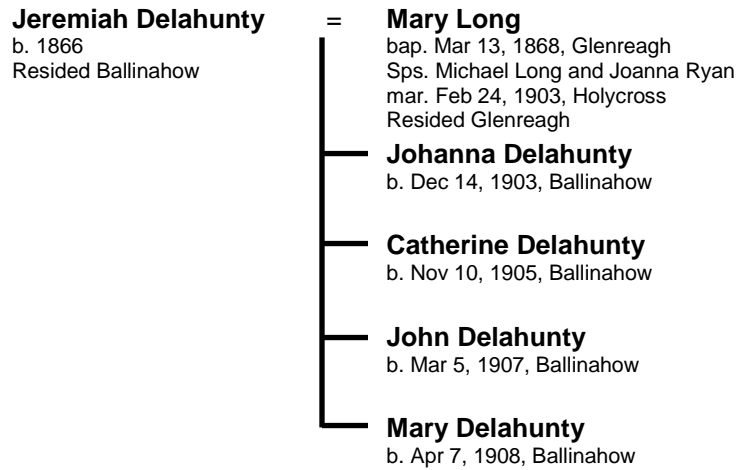 Jeremiah Delahunty = Mary Long
b. 1866
Resided Ballinahow
bap. Mar 13, 1868, Glenreagh
Sps. Michael Long and Joanna Ryan
mar. Feb 24, 1903, Holycross
Resided Glenreagh
Johanna Delahunty
b. Dec 14, 1903, Ballinahow
Catherine Delahunty
b. Nov 10, 1905, Ballinahow
John Delahunty
b. Mar 5, 1907, Ballinahow
Mary Delahunty
b. Apr 7, 1908, Ballinahow